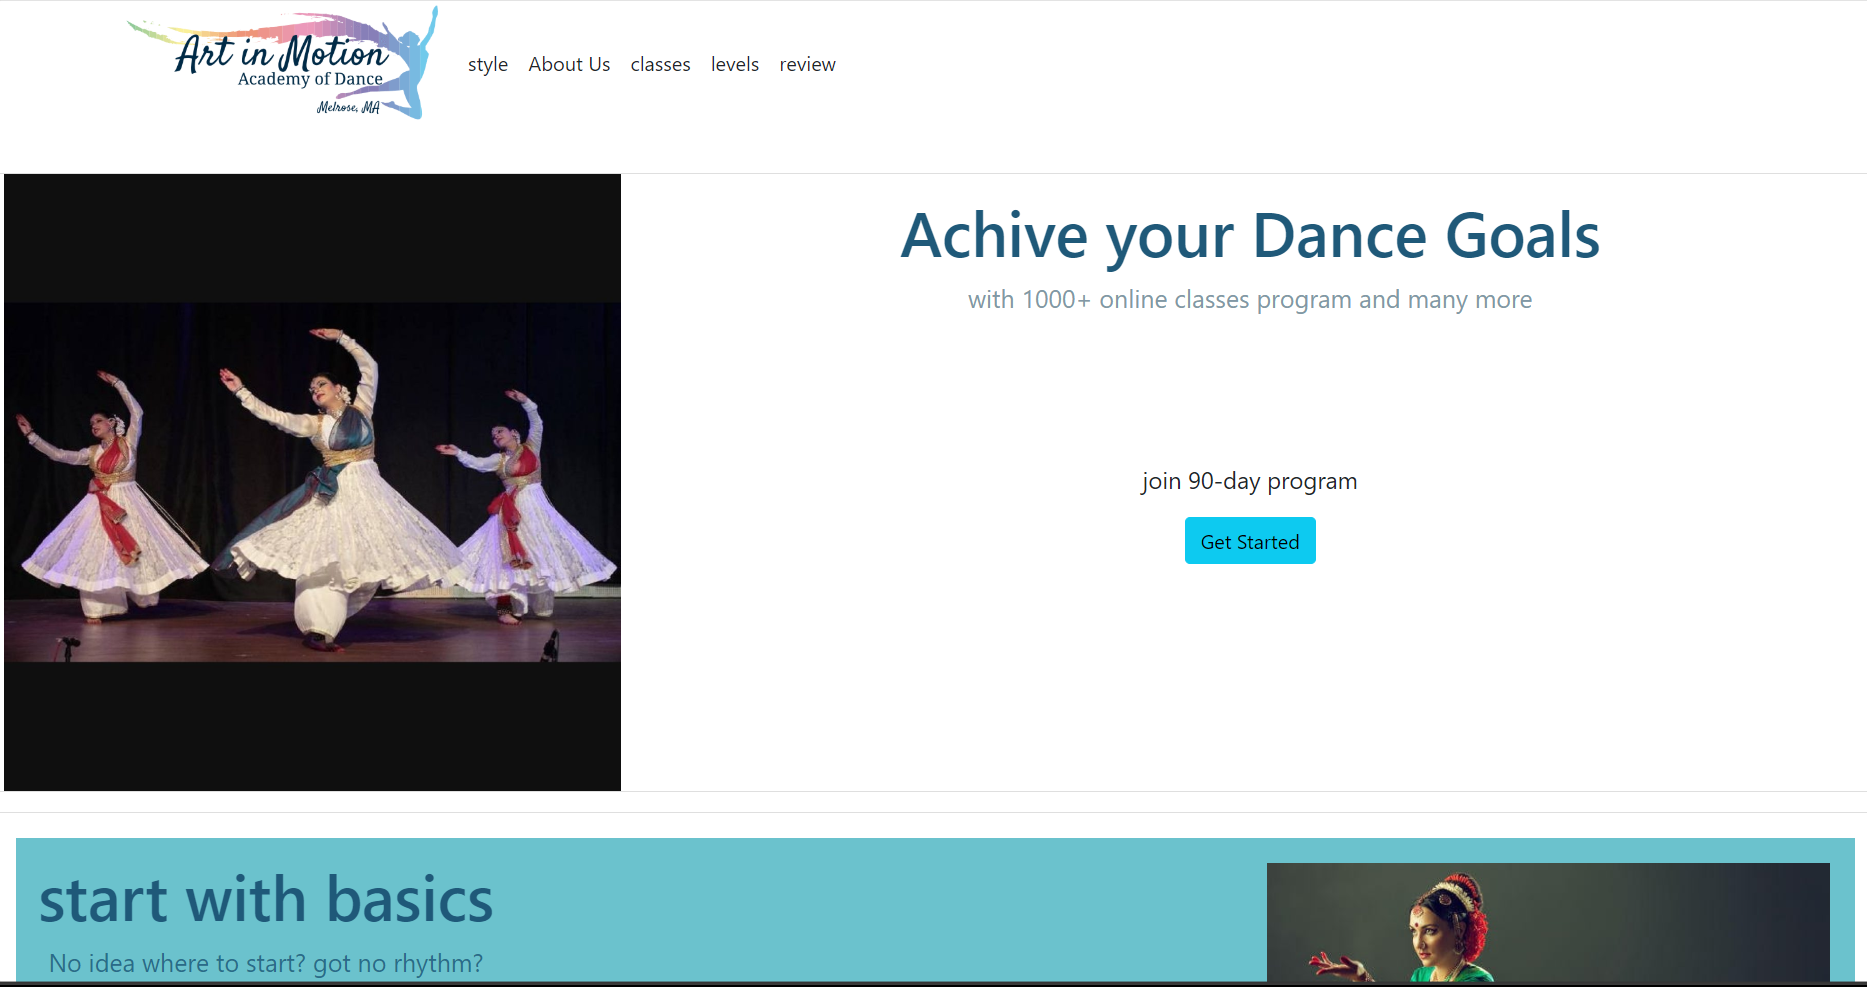 Art in Motion
Academy of Dance
Melrose, MA
style About Us classes levels review
Achive your Dance Goals
with 1000+ online classes program and many more
join 90-day program
Get Started
start with basics
No idea where to start? got no rhythm?